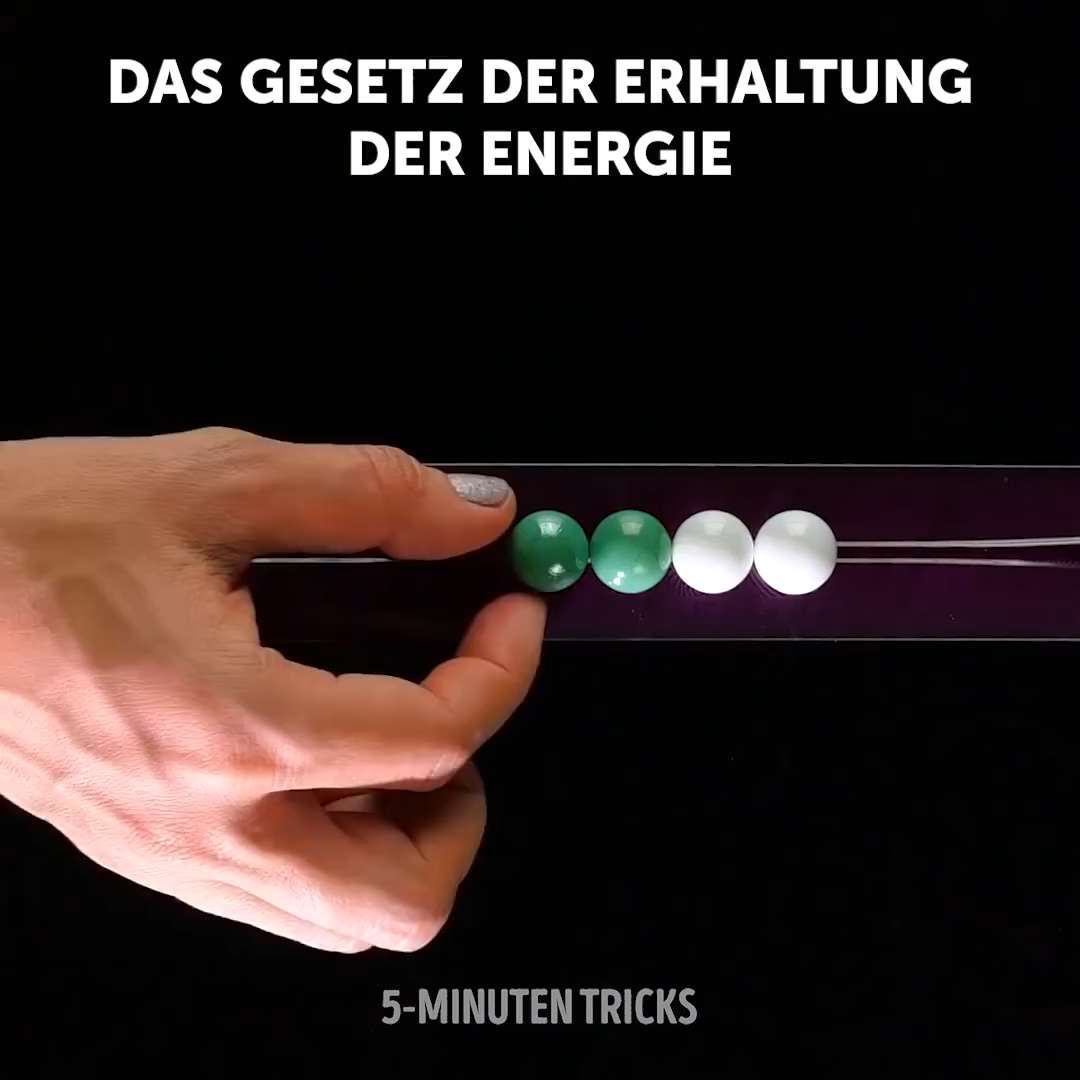 DAS GESETZ DER ERHALTUNG
DER ENERGIE
5-MINUTEN TRICKS